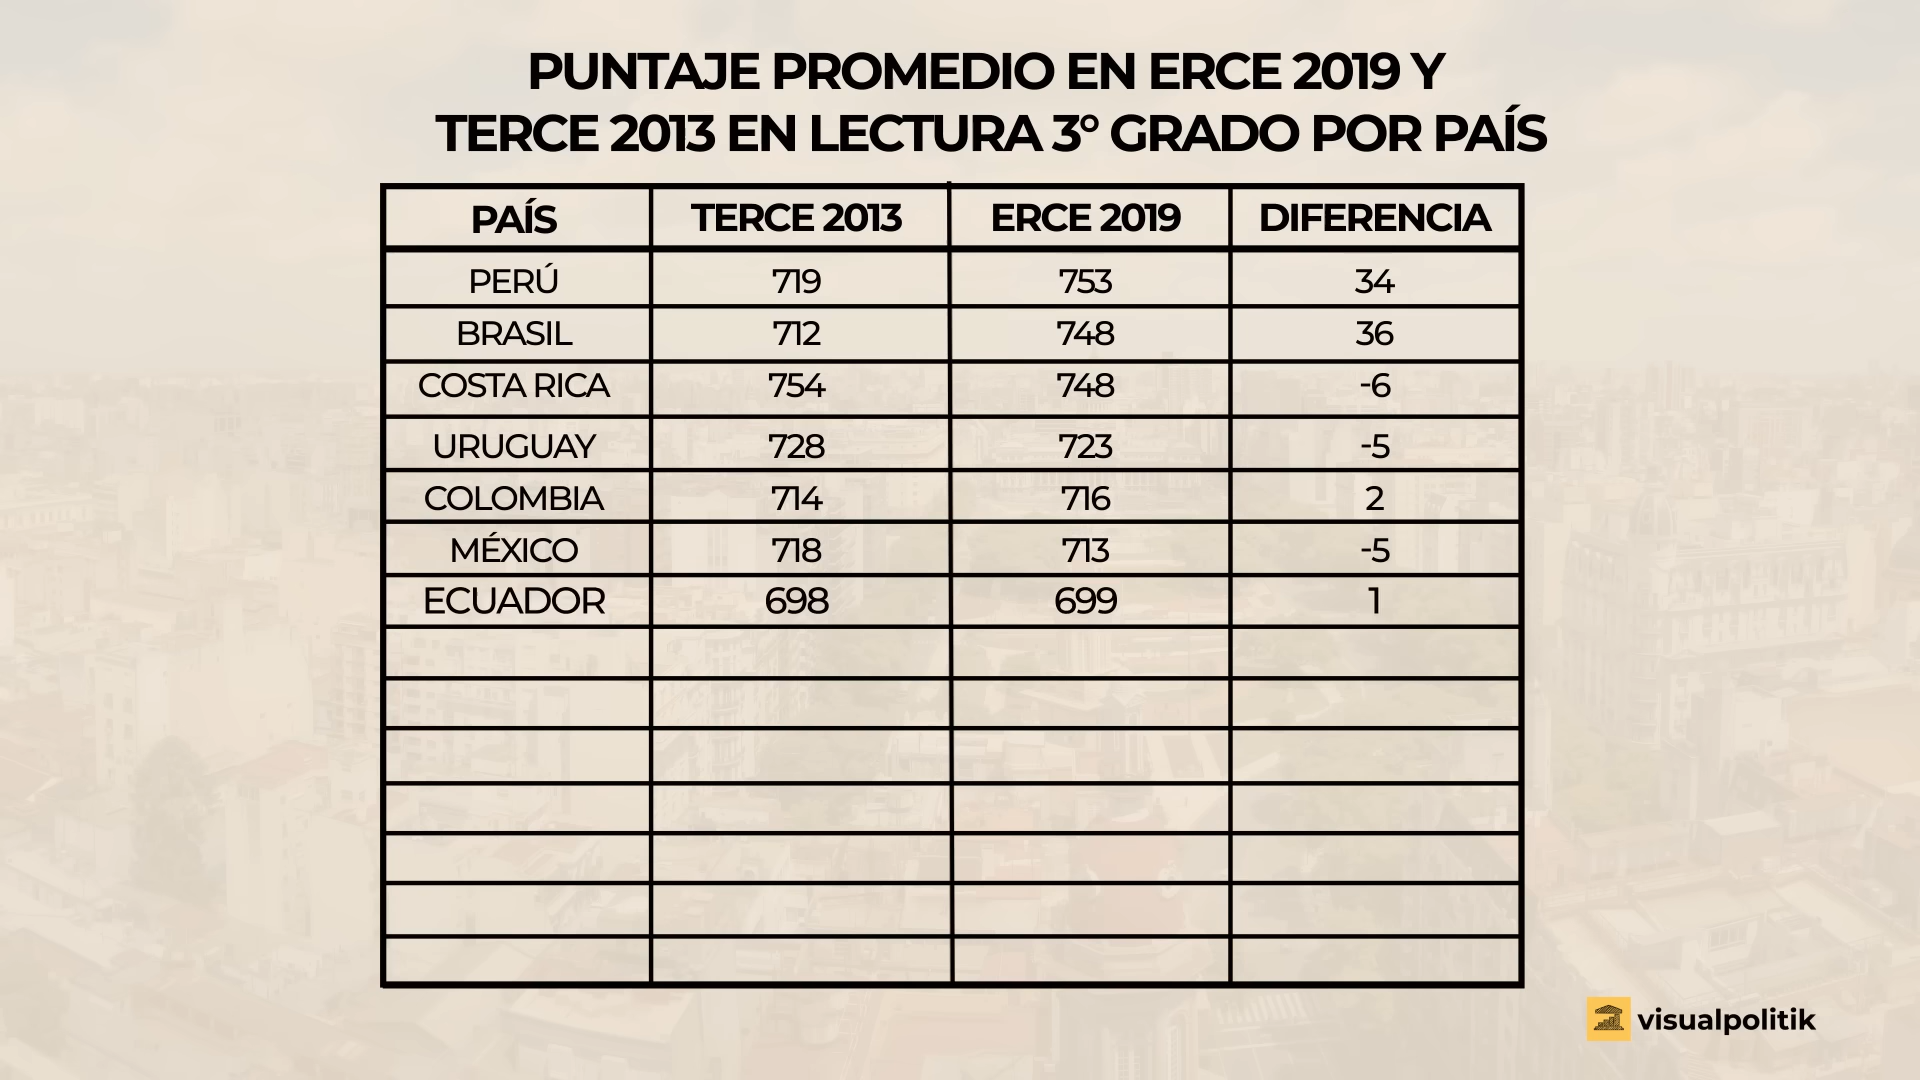 PUNTAJE PROMEDIO EN ERCE 2019 Y
TERCE 2013 EN LECTURA 3° GRADO POR PAÍS
PAÍS TERCE 2013 ERCE 2019 DIFERENCIA
PERÚ 719 753 34
BRASIL 712 748 36
COSTA RICA 754 748 -6
URUGUAY 728 723 -5
COLOMBIA 714 716 2
MÉXICO 718 713 -5
ECUADOR 698 699 1
visualpolitik